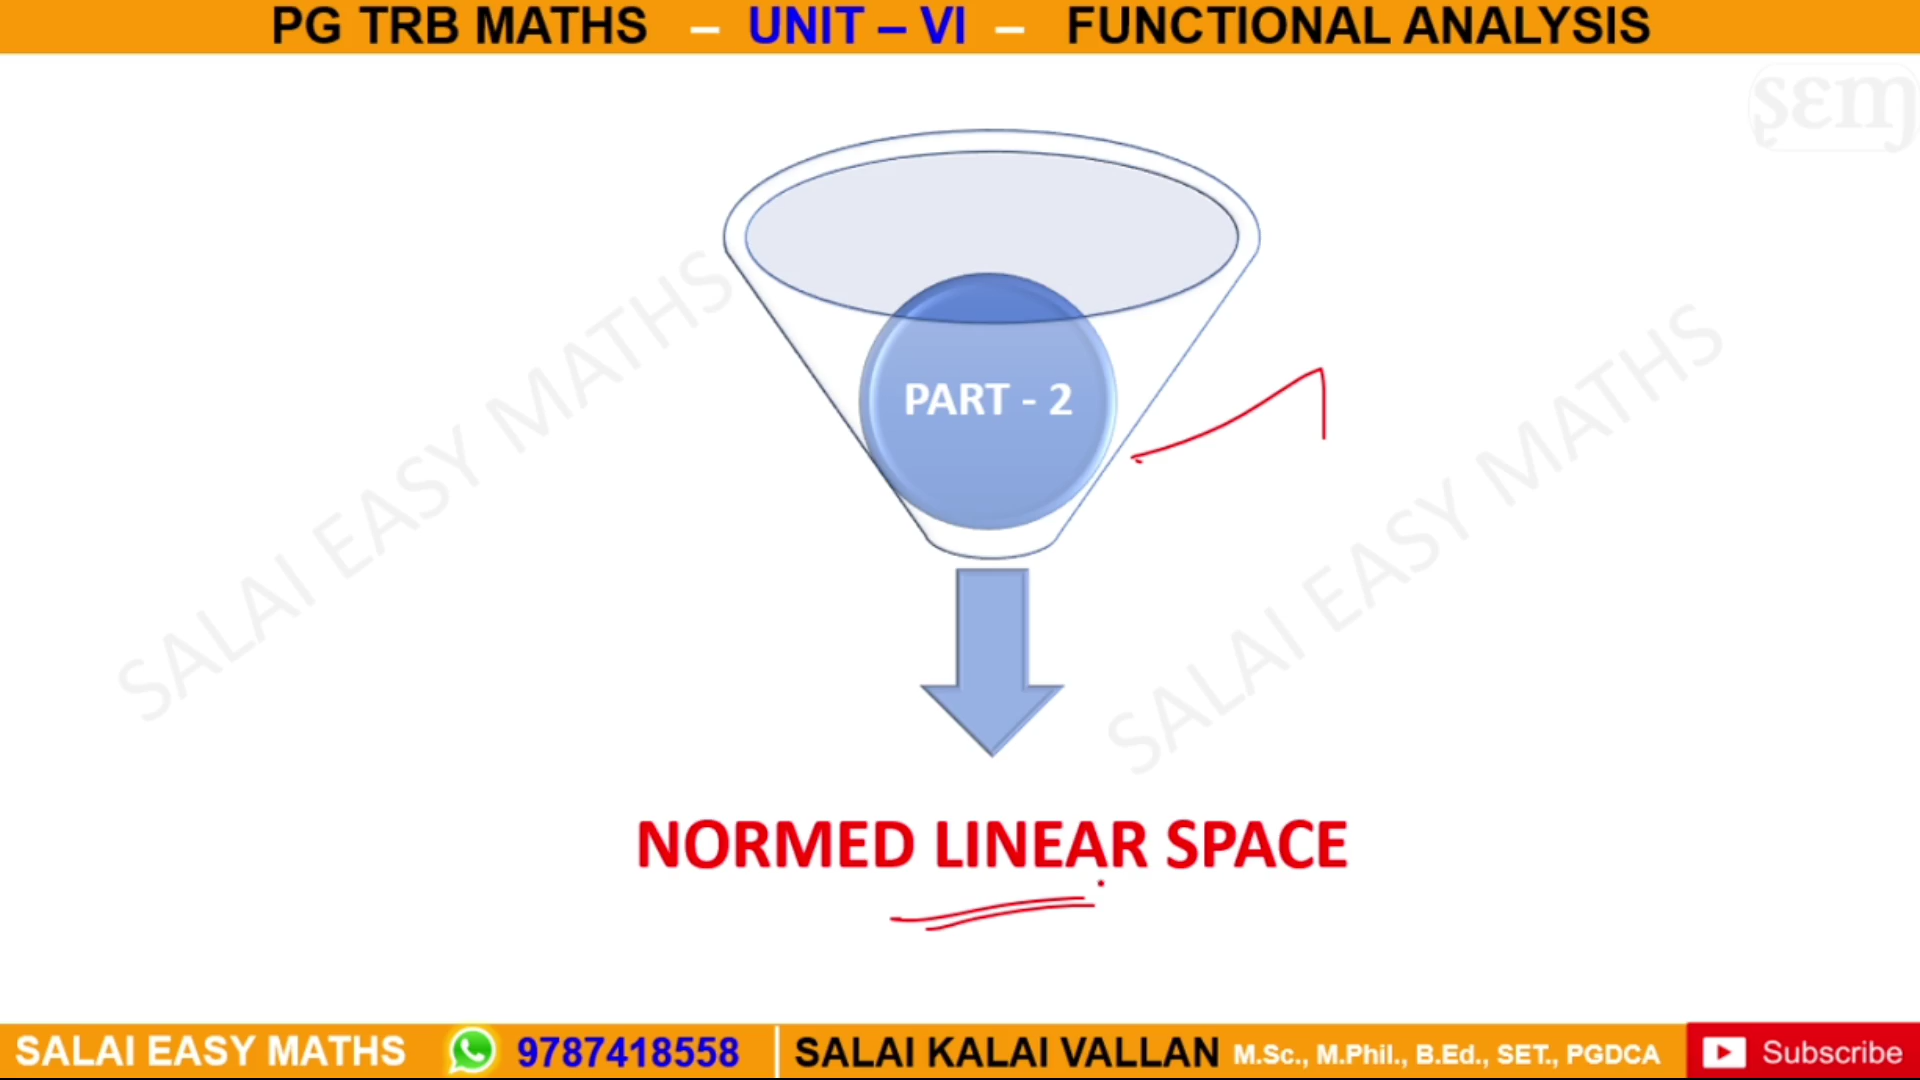 PG TRB MATHS – UNIT – VI – FUNCTIONAL ANALYSIS
sεm
SALAI EASY MATHS
SALAI EASY MATHS
PART - 2
NORMED LINEAR SPACE
SALAI EASY MATHS 9787418558 SALAI KALAI VALLAN M.Sc., M.Phil., B.Ed., SET., PGDCA Subscribe